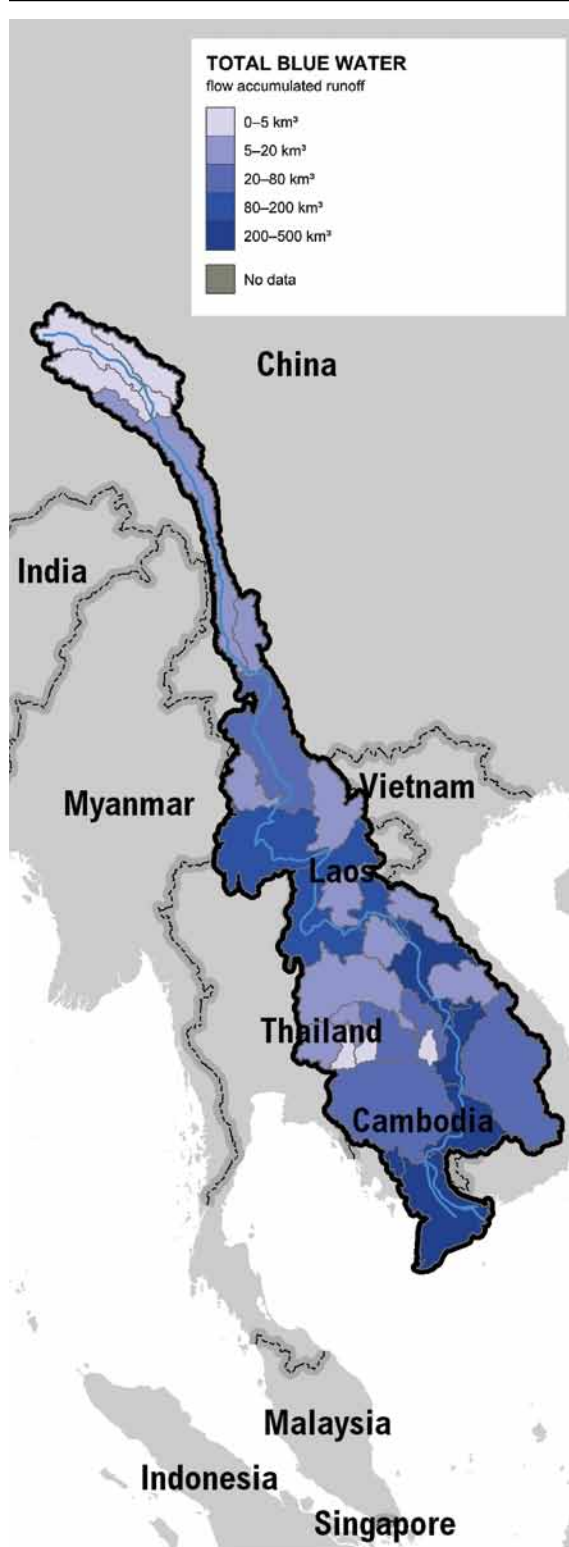 TOTAL BLUE WATER
flow accumulated runoff
0–5 km³
5–20 km³
20–80 km³
80–200 km³
200–500 km³
No data
China
India
Vietnam
Myanmar
Laos
Thailand
Cambodia
Malaysia
Indonesia
Singapore